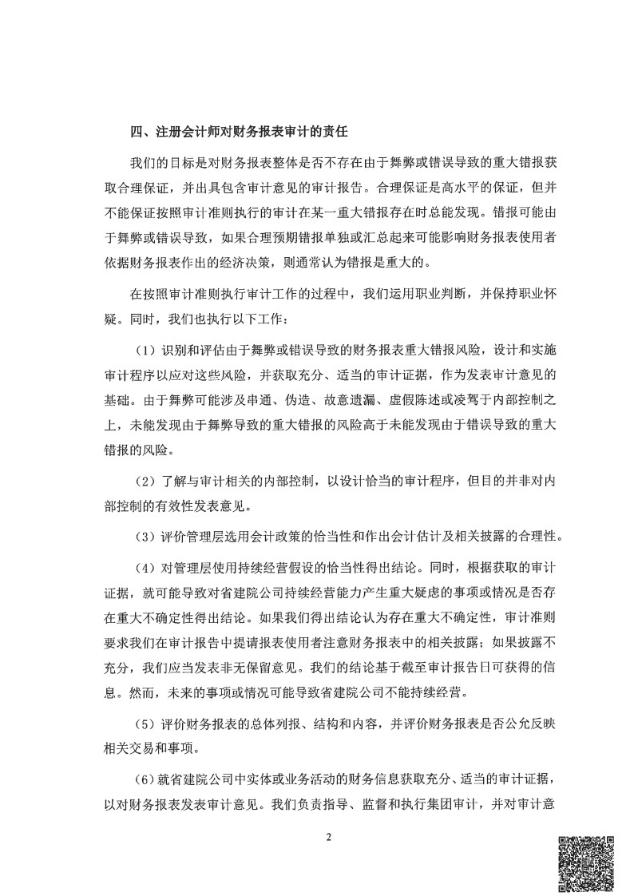 四、注册会计师对财务报表审计的责任
我们的目标是对财务报表整体是否不存在由于舞弊或错误导致的重大错报获
取合理保证，并出具包含审计意见的审计报告。合理保证是高水平的保证，但并
不能保证按照审计准则执行的审计在某一重大错报存在时总能发现。错报可能由
于舞弊或错误导致，如果合理预期错报单独或汇总起来可能影响财务报表使用者
依据财务报表作出的经济决策，则通常认为错报是重大的。
在按照审计准则执行审计工作的过程中，我们运用职业判断，并保持职业怀
疑。同时，我们也执行以下工作：
（1）识别和评估由于舞弊或错误导致的财务报表重大错报风险，设计和实施
审计程序以应对这些风险，并获取充分、适当的审计证据，作为发表审计意见的
基础。由于舞弊可能涉及串通、伪造、故意遗漏、虚假陈述或凌驾于内部控制之
上，未能发现由于舞弊导致的重大错报的风险高于未能发现由于错误导致的重大
错报的风险。
（2）了解与审计相关的内部控制，以设计恰当的审计程序，但目的并非对内
部控制的有效性发表意见。
（3）评价管理层选用会计政策的恰当性和作出会计估计及相关披露的合理性。
（4）对管理层使用持续经营假设的恰当性得出结论。同时，根据获取的审计
证据，就可能导致对省建院公司持续经营能力产生重大疑虑的事项或情况是否存
在重大不确定性得出结论。如果我们得出结论认为存在重大不确定性，审计准则
要求我们在审计报告中提请报表使用者注意财务报表中的相关披露；如果披露不
充分，我们应当发表非无保留意见。我们的结论基于截至审计报告日可获得的信
息。然而，未来的事项或情况可能导致省建院公司不能持续经营。
（5）评价财务报表的总体列报、结构和内容，并评价财务报表是否公允反映
相关交易和事项。
（6）就省建院公司中实体或业务活动的财务信息获取充分、适当的审计证据，
以对财务报表发表审计意见。我们负责指导、监督和执行集团审计，并对审计意
2